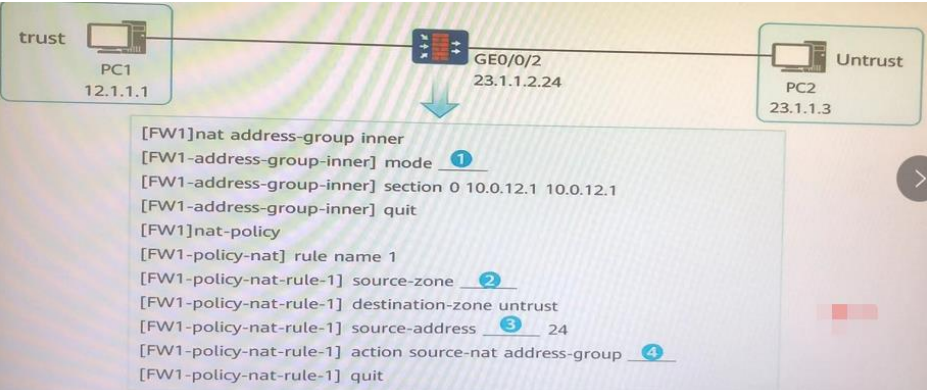 trust
PC1
12.1.1.1
GE0/0/2
23.1.1.2.24
Untrust
PC2
23.1.1.3
[FW1]nat address-group inner
[FW1-address-group-inner] mode 1
[FW1-address-group-inner] section 0 10.0.12.1 10.0.12.1
[FW1-address-group-inner] quit
[FW1]nat-policy
[FW1-policy-nat] rule name 1
[FW1-policy-nat-rule-1] source-zone 2
[FW1-policy-nat-rule-1] destination-zone untrust
[FW1-policy-nat-rule-1] source-address 3 24
[FW1-policy-nat-rule-1] action source-nat address-group 4
[FW1-policy-nat-rule-1] quit